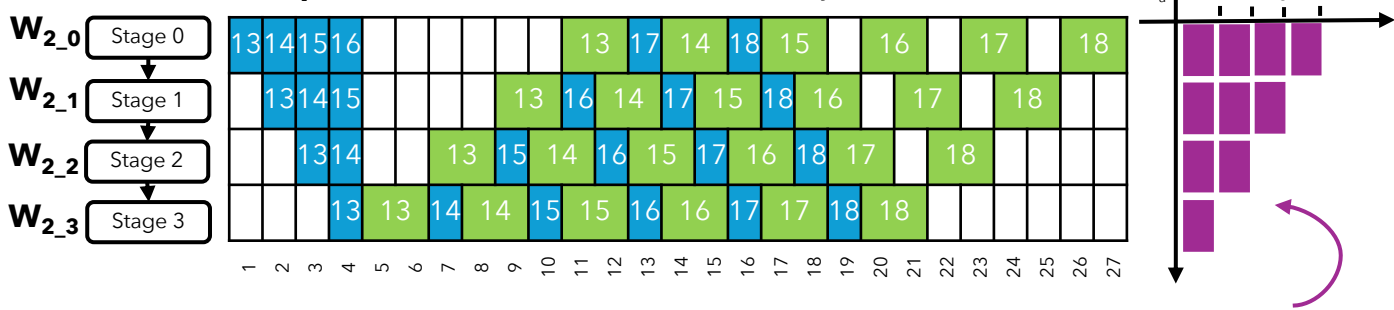 W2_0 Stage 0 13 14 15 16 13 17 14 18 15 16 17 18
W2_1 Stage 1 13 14 15 13 16 14 17 15 18 16 17 18
W2_2 Stage 2 13 14 13 15 14 16 15 17 16 18 17 18
W2_3 Stage 3 13 13 14 14 15 15 16 16 17 17 18 18
1 2 3 4 5 6 7 8 9 10 11 12 13 14 15 16 17 18 19 20 21 22 23 24 25 26 27